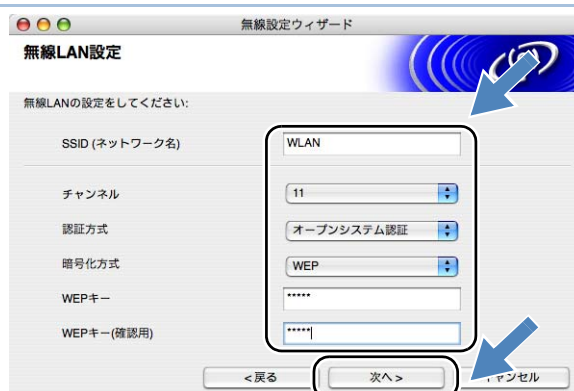 無線設定ウィザード
無線LAN設定
無線LANの設定をしてください:
SSID (ネットワーク名) WLAN
チャンネル 11
認証方式 オープンシステム認証
暗号化方式 WEP
WEPキー *****
WEPキー(確認用) *****
<戻る 次へ> キャンセル